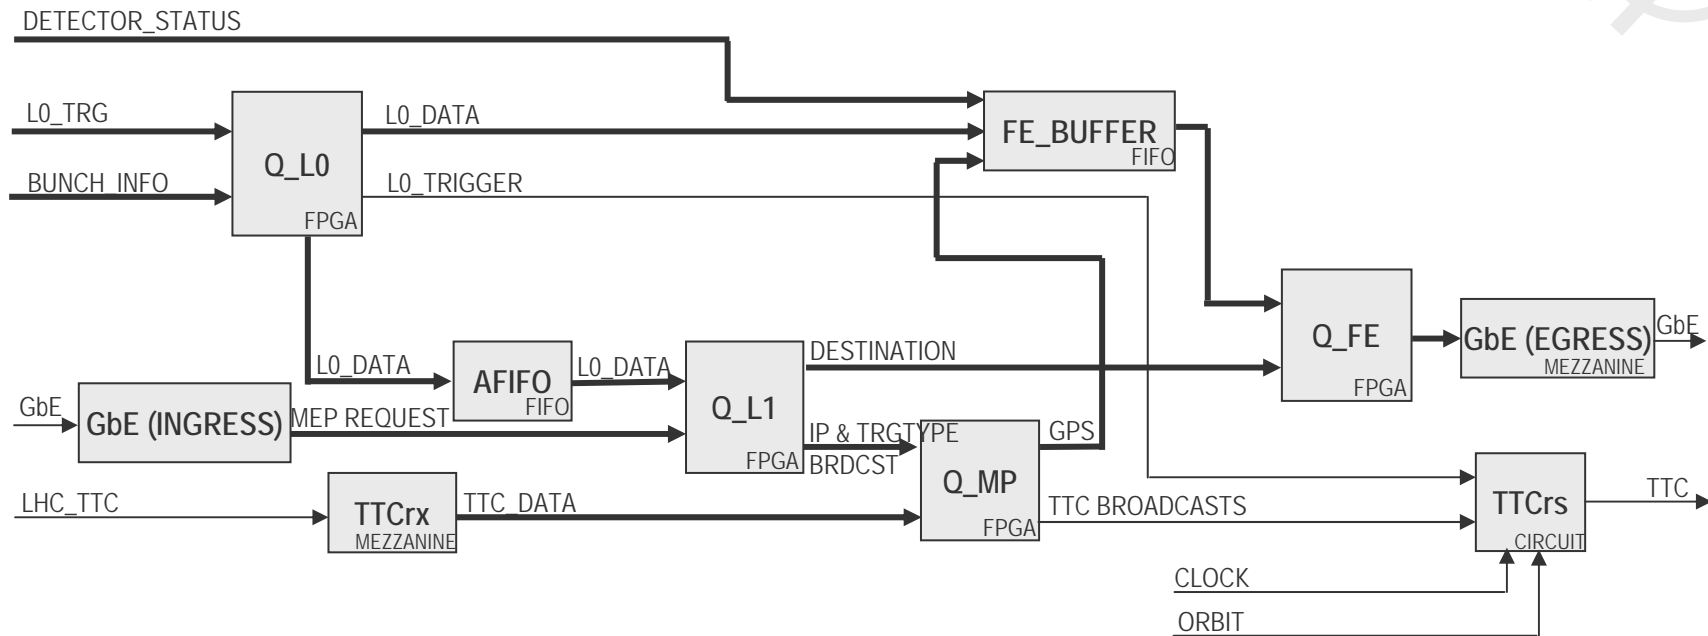 DETECTOR_STATUS
L0_TRG
L0_DATA
FE_BUFFER
FIFO
Q_L0
BUNCH_INFO
L0_TRIGGER
FPGA
Q_FE
GbE (EGRESS)
GbE
MEZZANINE
FPGA
L0_DATA
AFIFO
FIFO
L0_DATA
DESTINATION
Q_L1
GbE
GbE (INGRESS)
MEP REQUEST
IP & TRGTYPE
BRDCST
FPGA
GPS
Q_MP
FPGA
LHC_TTC
TTCrx
MEZZANINE
TTC_DATA
TTC BROADCASTS
TTCrs
CIRCUIT
TTC
CLOCK
ORBIT